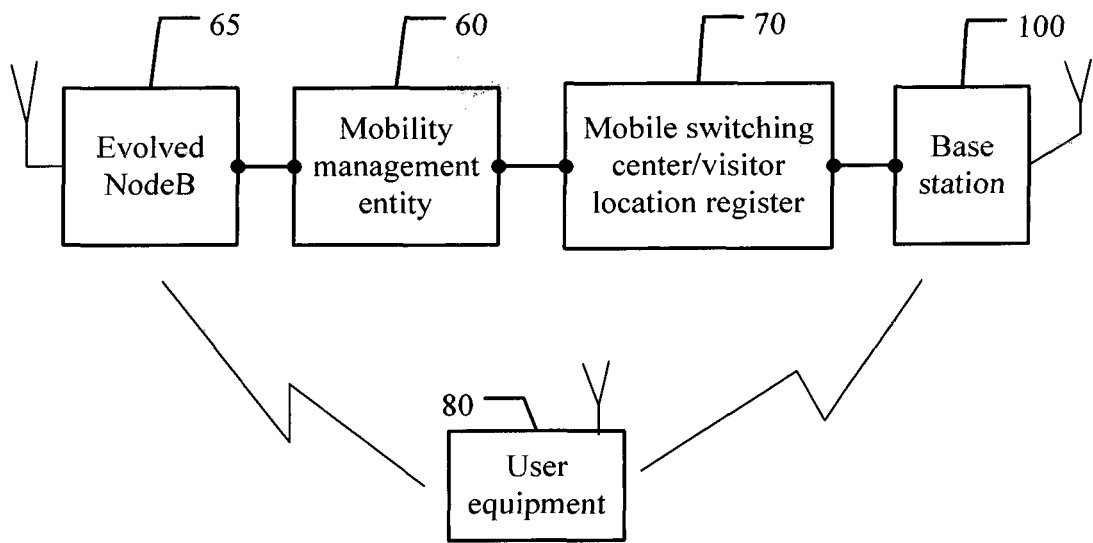 65
60
70
100
Evolved
NodeB
Mobility
management
entity
Mobile switching
center/visitor
location register
Base
station
80
User
equipment